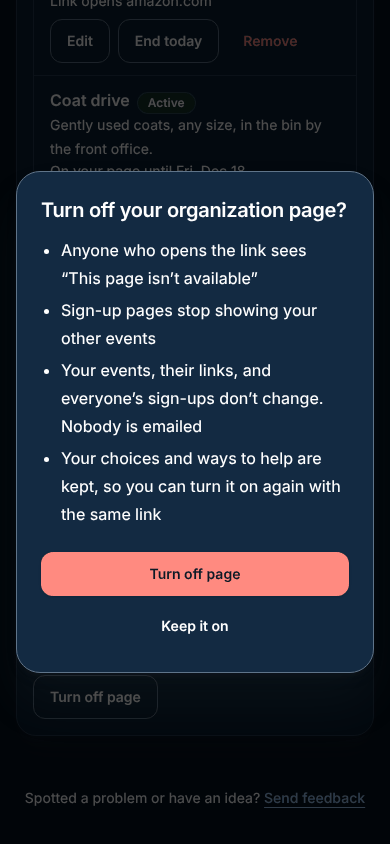 Link opens amazon.com
Edit
End today
Remove
Coat drive
Active
Gently used coats, any size, in the bin by
the front office.
On your page until Fri, Dec 18
Turn off your organization page?
• Anyone who opens the link sees
“This page isn’t available”
• Sign-up pages stop showing your
other events
• Your events, their links, and
everyone’s sign-ups don’t change.
Nobody is emailed
• Your choices and ways to help are
kept, so you can turn it on again with
the same link
Turn off page
Keep it on
Turn off page
Spotted a problem or have an idea? Send feedback